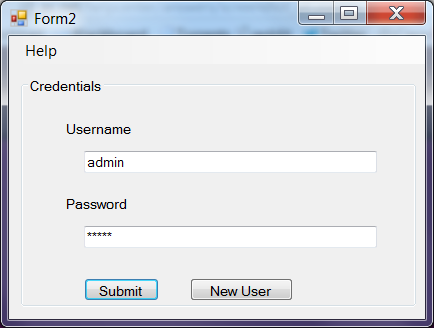 Form2
Help
Credentials
Username
admin
Password
*****
Submit New User